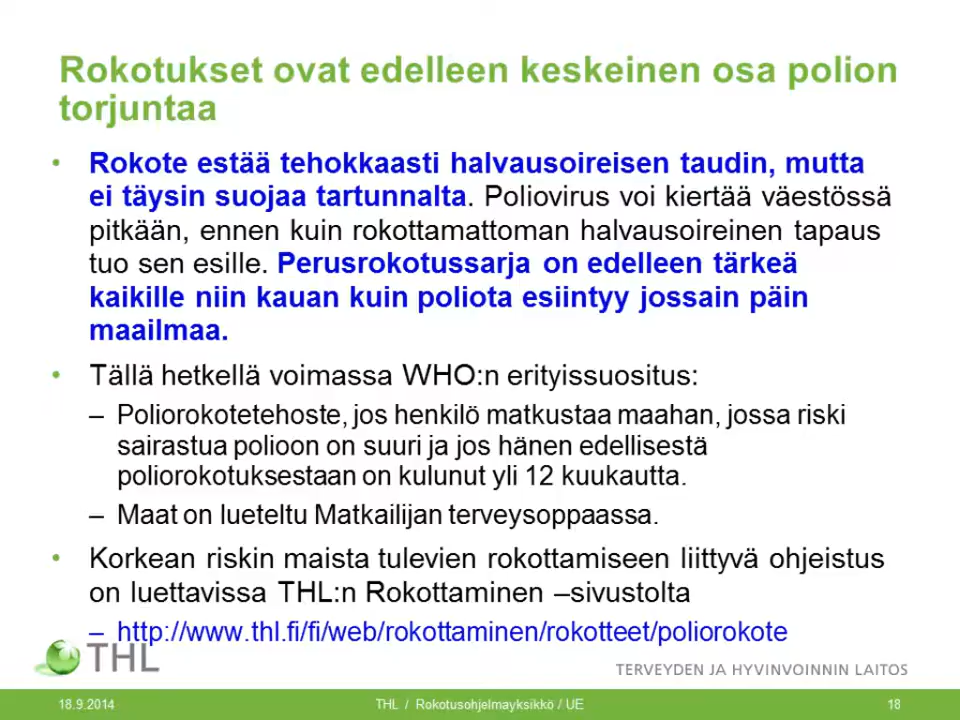 Rokotukset ovat edelleen keskeinen osa polion
torjuntaa
• Rokote estää tehokkaasti halvausoireisen taudin, mutta
ei täysin suojaa tartunnalta. Poliovirus voi kiertää väestössä
pitkään, ennen kuin rokottamattoman halvausoireinen tapaus
tuo sen esille. Perusrokotussarja on edelleen tärkeä
kaikille niin kauan kuin poliota esiintyy jossain päin
maailmaa.
• Tällä hetkellä voimassa WHO:n erityissuositus:
– Poliorokotetehoste, jos henkilö matkustaa maahan, jossa riski
sairastua polioon on suuri ja jos hänen edellisestä
poliorokotuksestaan on kulunut yli 12 kuukautta.
– Maat on lueteltu Matkailijan terveysoppaassa.
• Korkean riskin maista tulevien rokottamiseen liittyvä ohjeistus
on luettavissa THL:n Rokottaminen –sivustolta
– http://www.thl.fi/fi/web/rokottaminen/rokotteet/poliorokote
THL
TERVEYDEN JA HYVINVOINNIN LAITOS
18.9.2014 THL / Rokotusohjelmayksikkö / UE 18